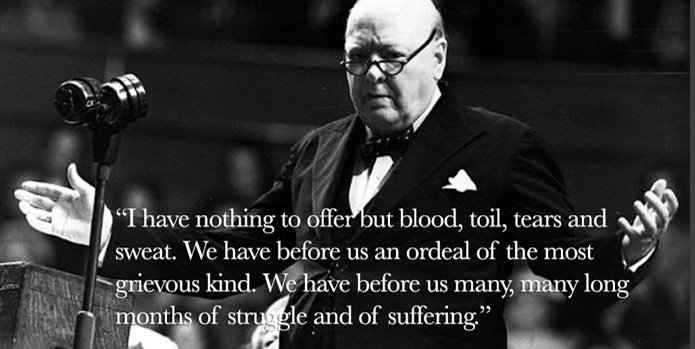 “I have nothing to offer but blood, toil, tears and
sweat. We have before us an ordeal of the most
grievous kind. We have before us many, many long
months of struggle and of suffering.”